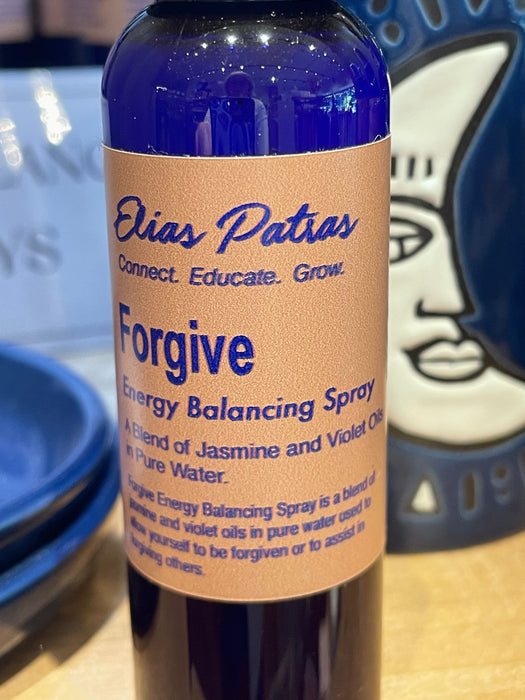 Elias Patras
Connect. Educate. Grow.
Forgive
Energy Balancing Spray
A Blend of Jasmine and Violet Oils
in Pure Water.
Forgive Energy Balancing Spray is a blend of
jasmine and violet oils in pure water used to
allow yourself to be forgiven or to assist in
forgiving others.